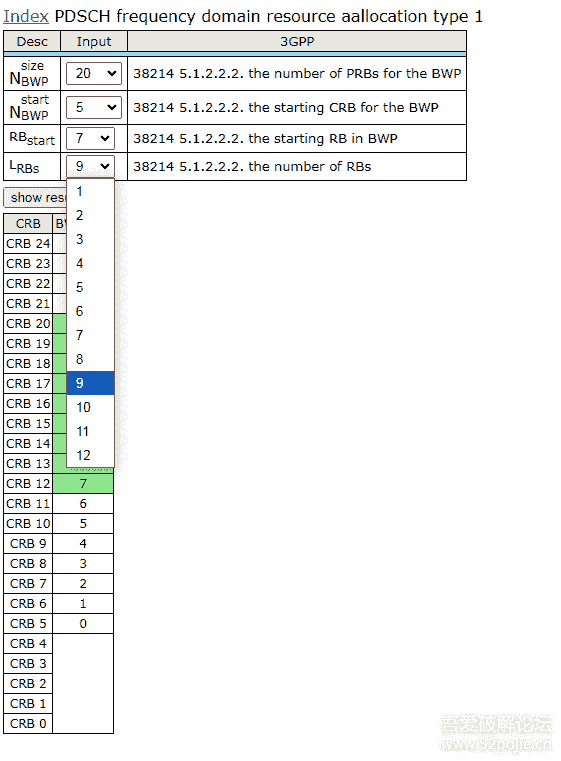 Index PDSCH frequency domain resource aallocation type 1
Desc Input 3GPP
N size BWP 20 38214 5.1.2.2.2. the number of PRBs for the BWP
N start BWP 5 38214 5.1.2.2.2. the starting CRB for the BWP
RBstart 7 38214 5.1.2.2.2. the starting RB in BWP
LRBs 9 38214 5.1.2.2.2. the number of RBs
1
2
3
4
5
6
7
8
9
10
11
12
show
CRB
CRB 24
CRB 23
CRB 22
CRB 21
CRB 20
CRB 19
CRB 18
CRB 17
CRB 16
CRB 15
CRB 14
CRB 13
CRB 12 7
CRB 11 6
CRB 10 5
CRB 9 4
CRB 8 3
CRB 7 2
CRB 6 1
CRB 5 0
CRB 4
CRB 3
CRB 2
CRB 1
CRB 0
吾爱破解论坛
www.52pojie.cn